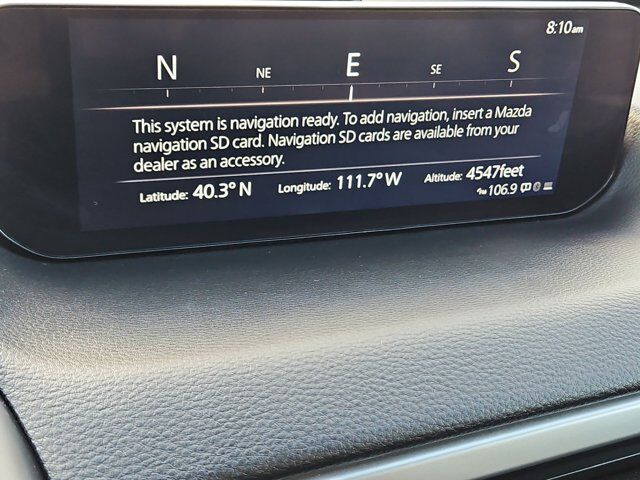 8:10am
N NE E SE S
This system is navigation ready. To add navigation, insert a Mazda
navigation SD card. Navigation SD cards are available from your
dealer as an accessory.
Latitude: 40.3° N Longitude: 111.7° W Altitude: 4547feet
106.9